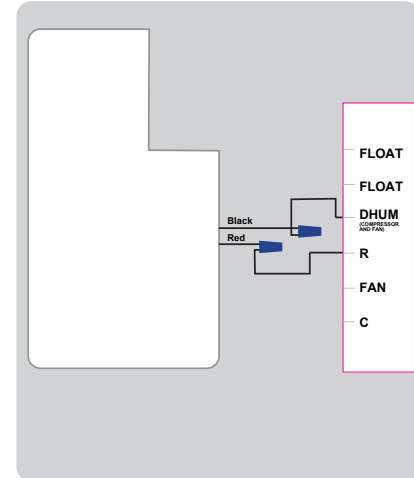 FLOAT
FLOAT
DHUM
(COMPRESSOR
AND FAN)
Black
Red
R
FAN
C